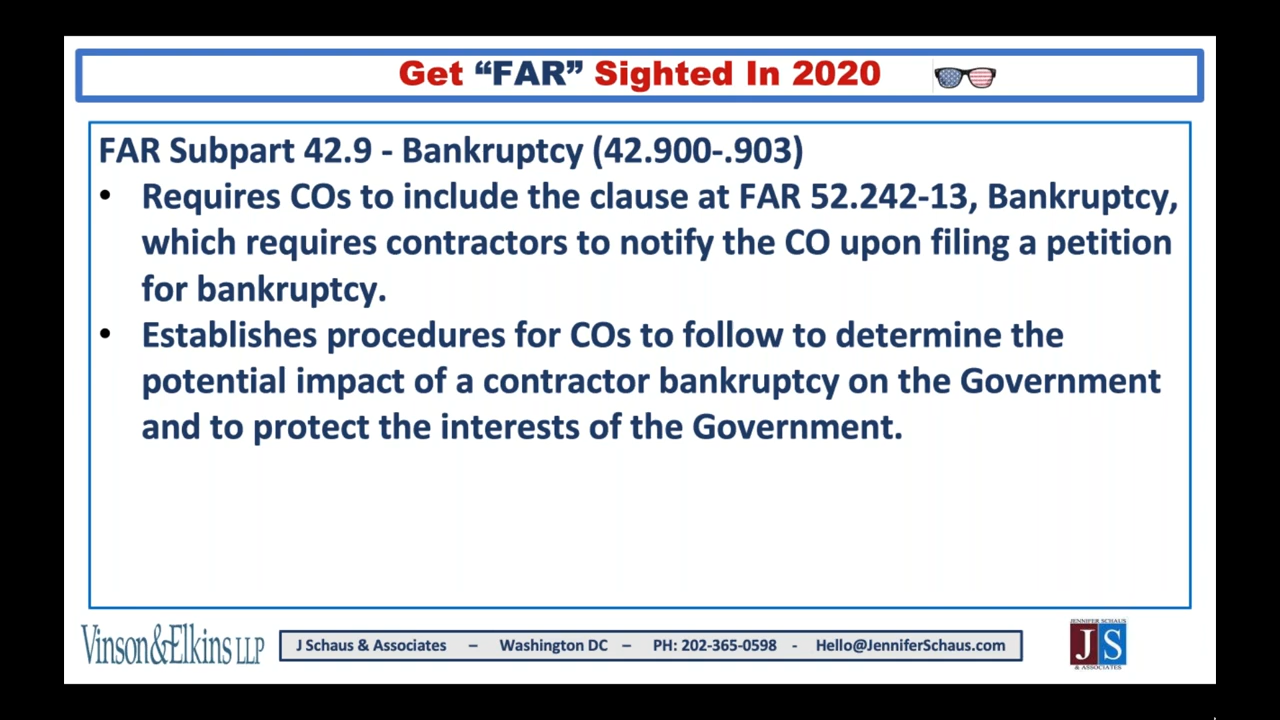 Get “FAR” Sighted In 2020
FAR Subpart 42.9 - Bankruptcy (42.900-.903)
• Requires COs to include the clause at FAR 52.242-13, Bankruptcy,
which requires contractors to notify the CO upon filing a petition
for bankruptcy.
• Establishes procedures for COs to follow to determine the
potential impact of a contractor bankruptcy on the Government
and to protect the interests of the Government.
Vinson&Elkins LLP
J Schaus & Associates – Washington DC – PH: 202-365-0598 - Hello@JenniferSchaus.com
JENNIFER SCHAUS
J S
& ASSOCIATES